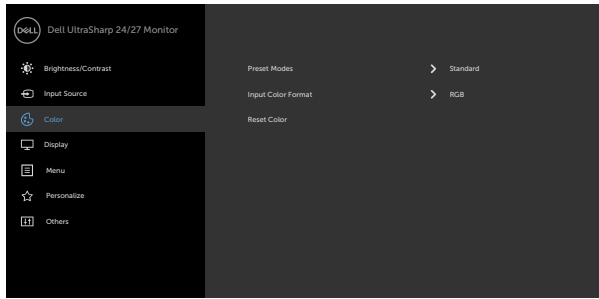 DELL Dell UltraSharp 24/27 Monitor
Brightness/Contrast
Input Source
Color
Display
Menu
Personalize
Others
Preset Modes Standard
Input Color Format RGB
Reset Color